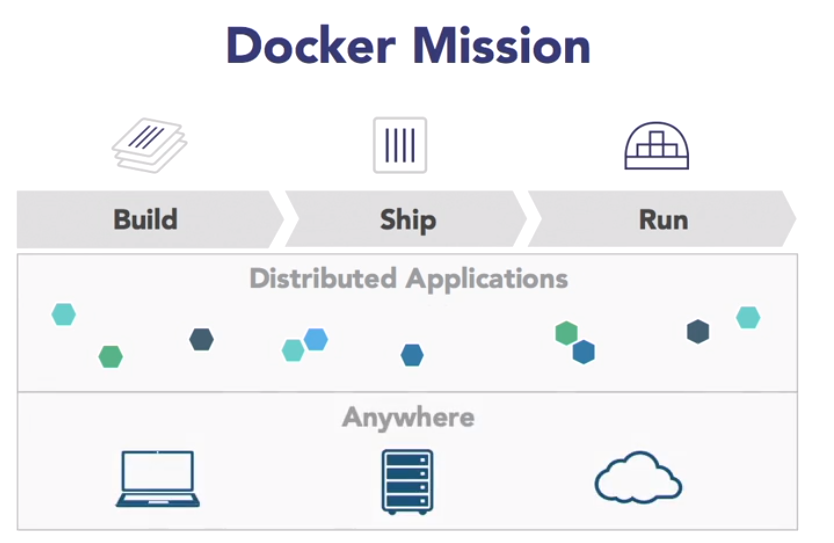 Docker Mission
Build
Ship
Run
Distributed Applications
Anywhere